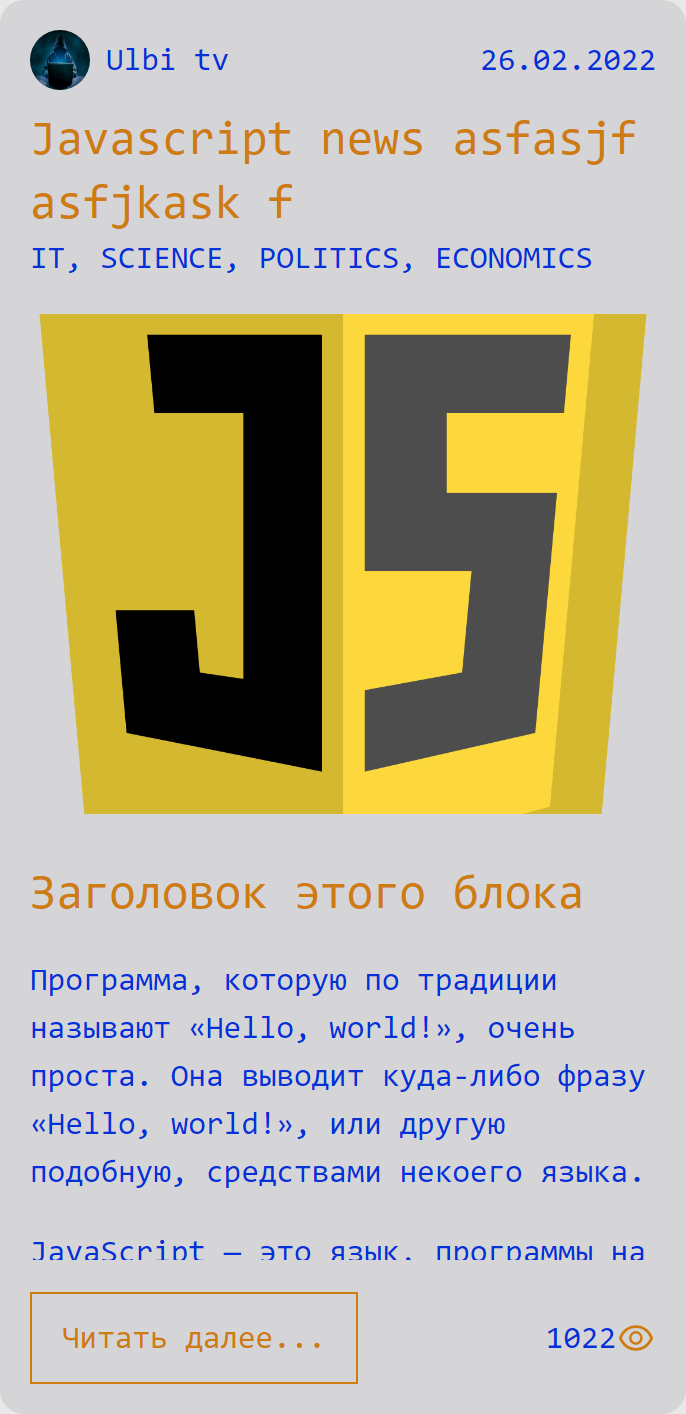 Ulbi tv 26.02.2022
Javascript news asfasjf
asfjkask f
IT, SCIENCE, POLITICS, ECONOMICS
JS
Заголовок этого блока
Программа, которую по традиции
называют «Hello, world!», очень
проста. Она выводит куда-либо фразу
«Hello, world!», или другую
подобную, средствами некоего языка.
JavaScript — это язык, программы на
Читать далее... 1022